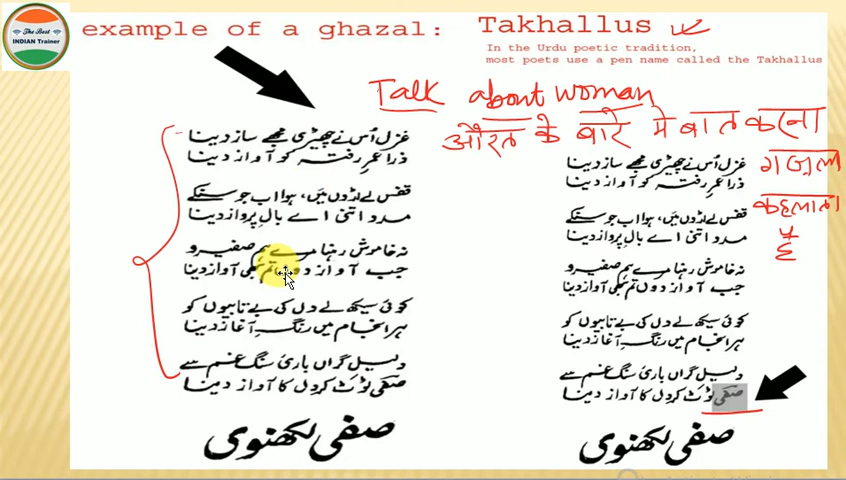 The Best
INDIAN Trainer
example of a ghazal:
Takhallus
In the Urdu poetic tradition,
most poets use a pen name called the Takhallus
Talk about woman
औरत के बारे मे बात करना
गज़ल
कहलाता
है
غزل اُس نے چھیڑی مجھے ساز دینا
ذرا عمرِ رفتہ کو آواز دینا
قفس لے اُڑوں میں، ہوا اب جو سنکے
مدد اتنی اے بالِ پرواز دینا
نہ خاموش رہنا مرے ہم صفیرو
جب آواز دوں تم بھی آواز دینا
کوئی سیکھ لے دل کی بے تابیوں کو
ہر انجام میں رنگِ آغاز دینا
دلیلِ گراں باریٔ سنگِ غم سے
صفی ٹوٹ کر دل کا آواز دینا
صفی لکھنوی
غزل اُس نے چھیڑی مجھے ساز دینا
ذرا عمرِ رفتہ کو آواز دینا
قفس لے اُڑوں میں، ہوا اب جو سنکے
مدد اتنی اے بالِ پرواز دینا
نہ خاموش رہنا مرے ہم صفیرو
جب آواز دوں تم بھی آواز دینا
کوئی سیکھ لے دل کی بے تابیوں کو
ہر انجام میں رنگِ آغاز دینا
دلیلِ گراں باریٔ سنگِ غم سے
صفی ٹوٹ کر دل کا آواز دینا
صفی لکھنوی